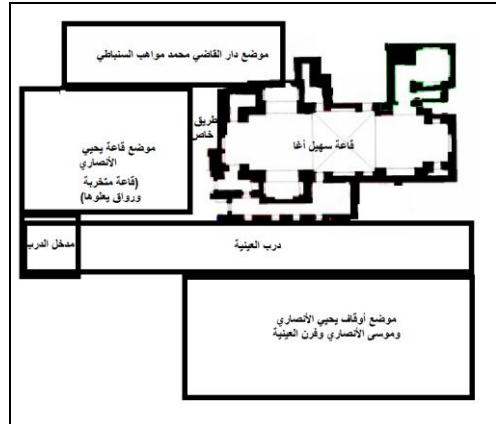 موضع دار القاضي محمد مواهب السنباطي
طريق
خاص
قاعة سهيل أغا
موضع قاعة يحيي
الأنصاري
(قاعة متخربة
ورواق يعلوها)
درب العينية
مدخل الدرب
موضع أوقاف يحيي الأنصاري
وموسى الأنصاري وفرن العينية